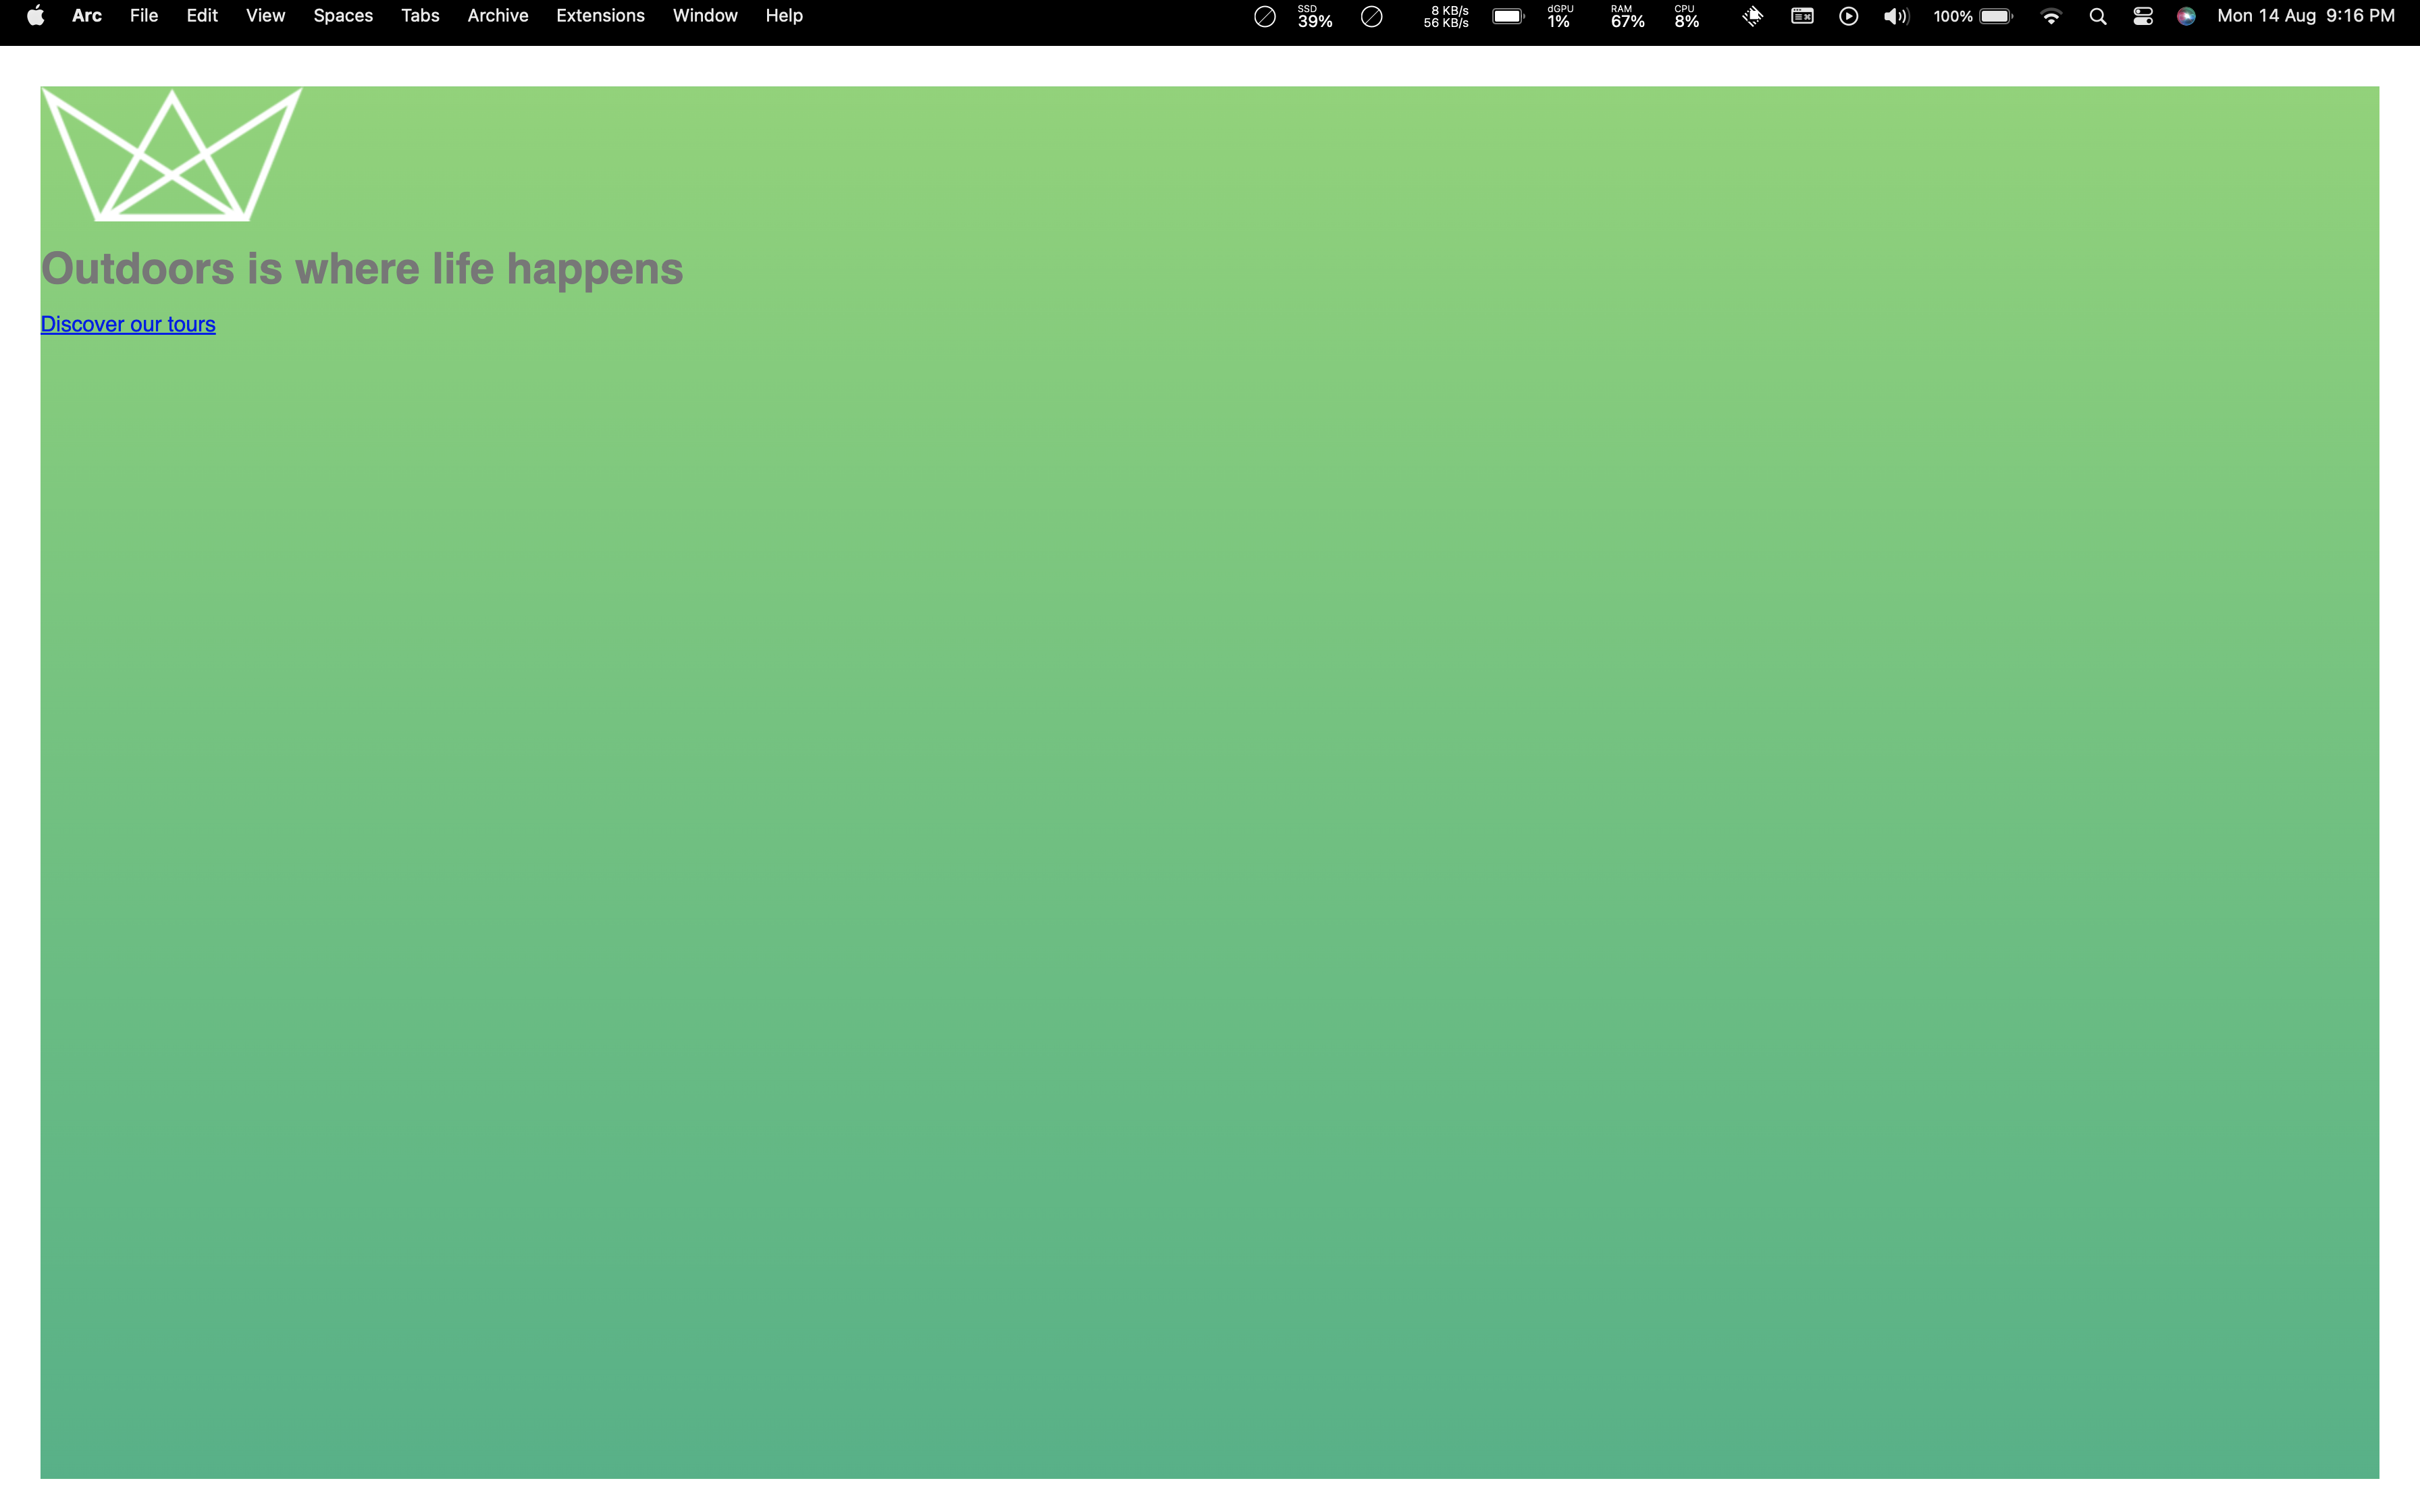 Arc File Edit View Spaces Tabs Archive Extensions Window Help SSD 39% 8 KB/s 56 KB/s dGPU 1% RAM 67% CPU 8% 100% Mon 14 Aug 9:16 PM
Outdoors is where life happens
Discover our tours